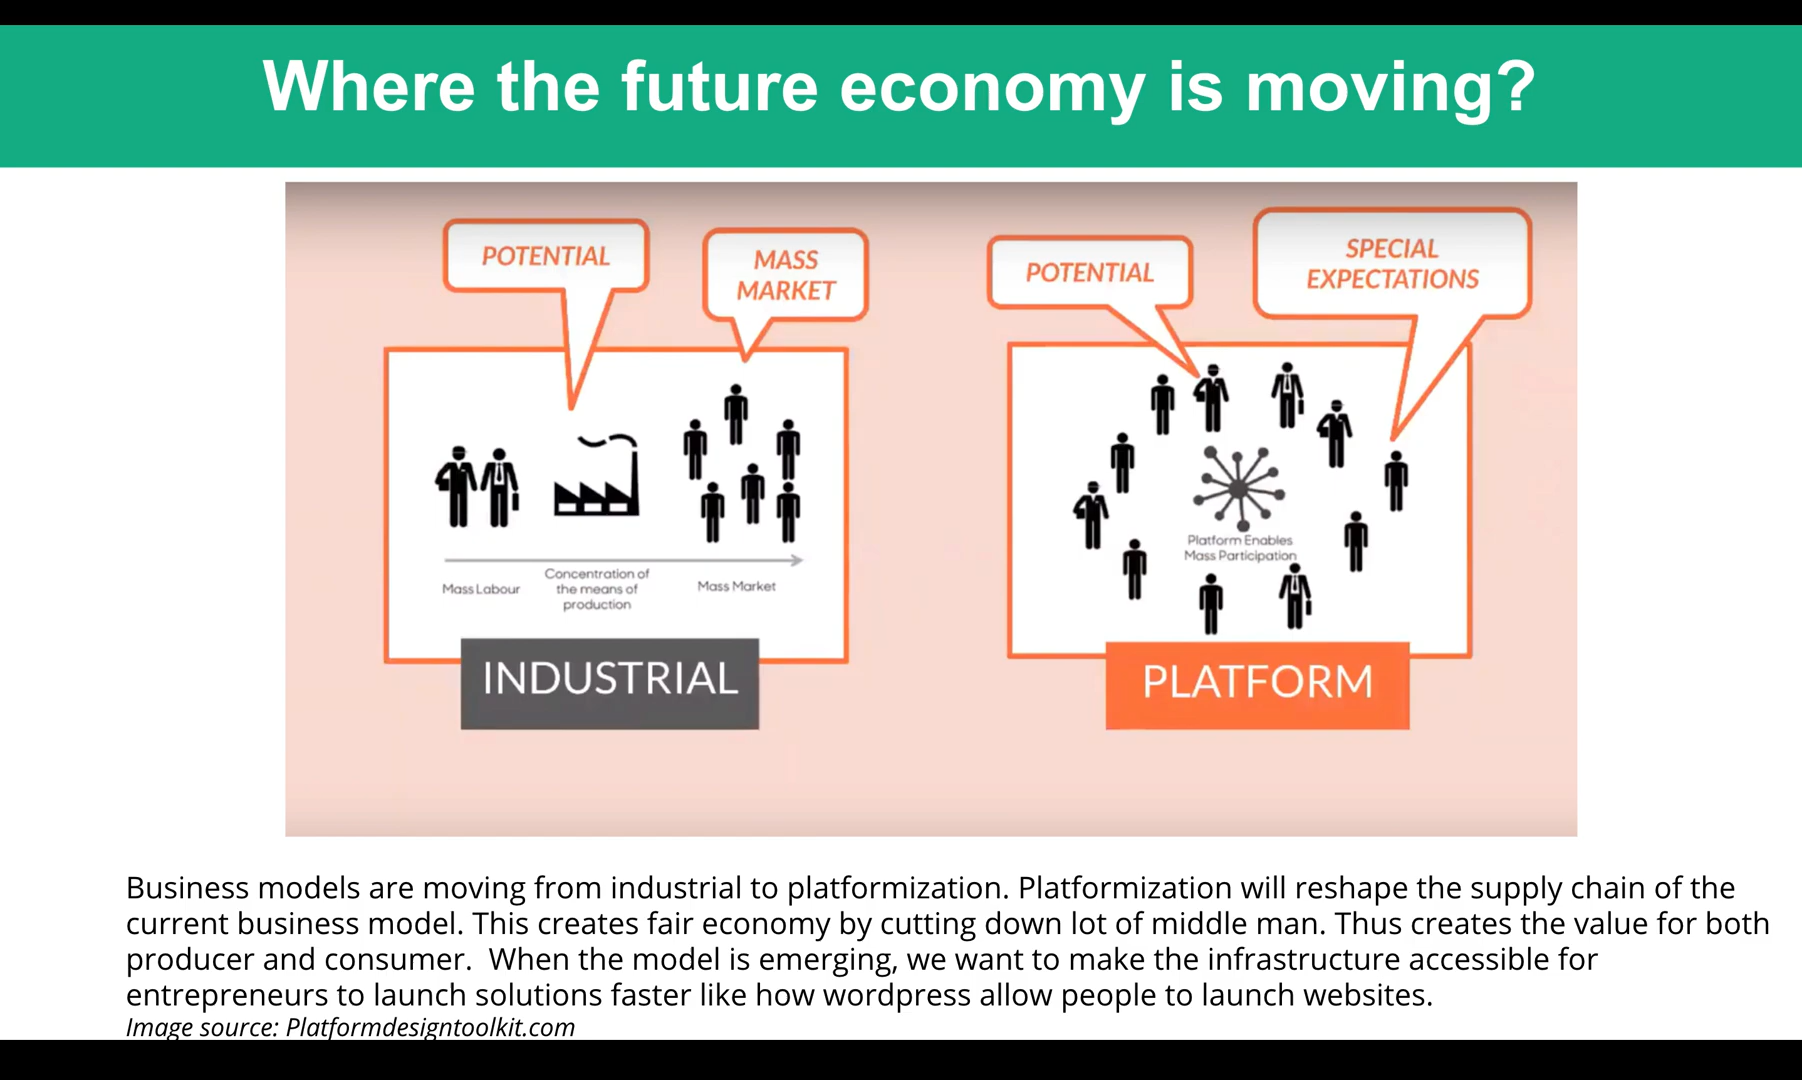 Where the future economy is moving?
POTENTIAL
MASS
MARKET
Mass Labour
Concentration of
the means of
production
Mass Market
INDUSTRIAL
POTENTIAL
SPECIAL
EXPECTATIONS
Platform Enables
Mass Participation
PLATFORM
Business models are moving from industrial to platformization. Platformization will reshape the supply chain of the
current business model. This creates fair economy by cutting down lot of middle man. Thus creates the value for both
producer and consumer.  When the model is emerging, we want to make the infrastructure accessible for
entrepreneurs to launch solutions faster like how wordpress allow people to launch websites.
Image source: Platformdesigntoolkit.com